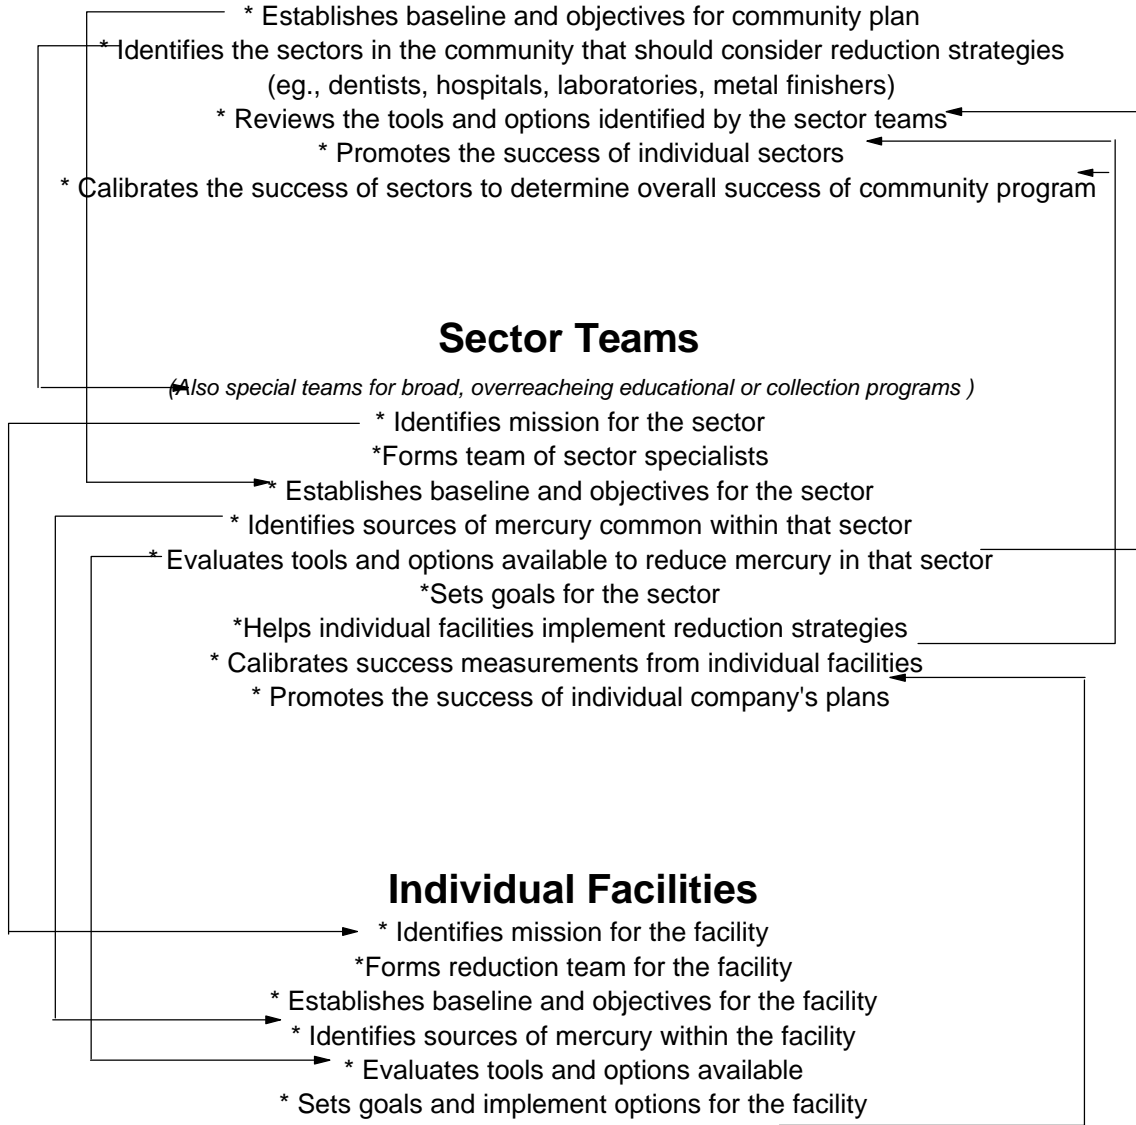 * Establishes baseline and objectives for community plan
* Identifies the sectors in the community that should consider reduction strategies
(eg., dentists, hospitals, laboratories, metal finishers)
* Reviews the tools and options identified by the sector teams
* Promotes the success of individual sectors
* Calibrates the success of sectors to determine overall success of community program
Sector Teams
(Also special teams for broad, overreacheing educational or collection programs )
* Identifies mission for the sector
*Forms team of sector specialists
* Establishes baseline and objectives for the sector
* Identifies sources of mercury common within that sector
* Evaluates tools and options available to reduce mercury in that sector
*Sets goals for the sector
*Helps individual facilities implement reduction strategies
* Calibrates success measurements from individual facilities
* Promotes the success of individual company's plans
Individual Facilities
* Identifies mission for the facility
*Forms reduction team for the facility
* Establishes baseline and objectives for the facility
* Identifies sources of mercury within the facility
* Evaluates tools and options available
* Sets goals and implement options for the facility